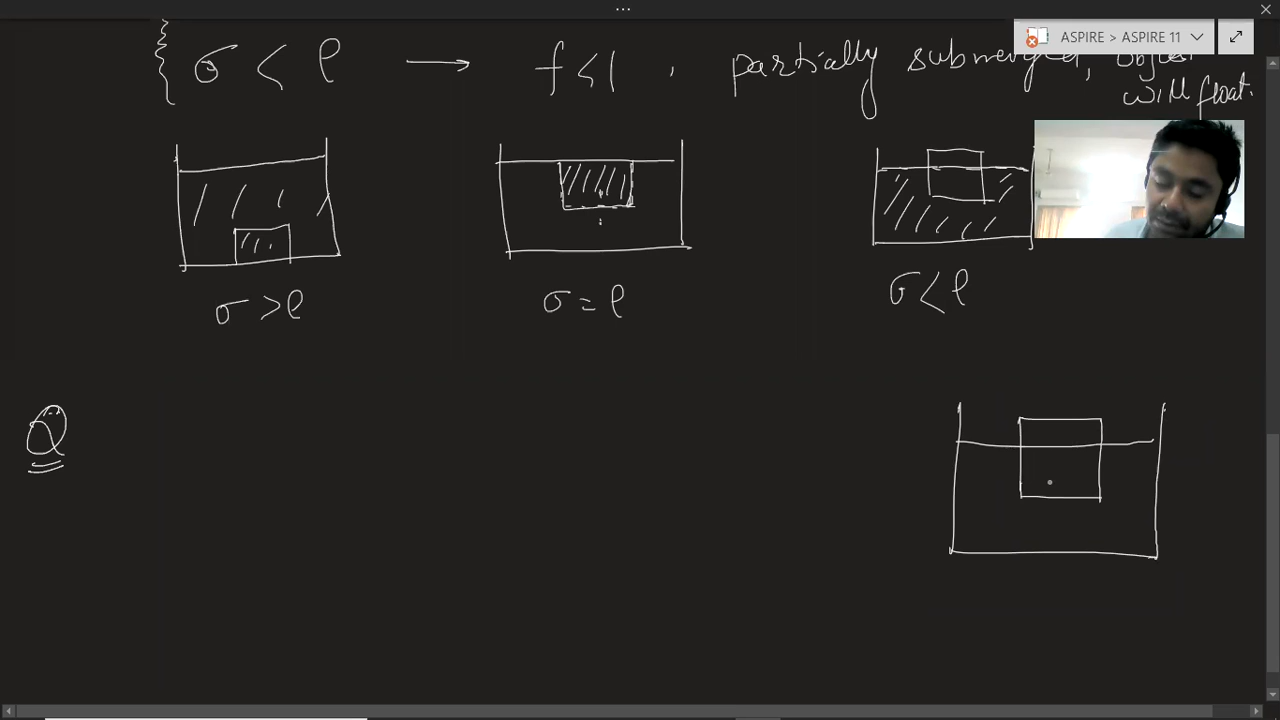 ASPIRE > ASPIRE 11
σ < ρ → f < 1 , partially submerged, object
will float.
σ > ρ
σ = ρ
σ < ρ
Q